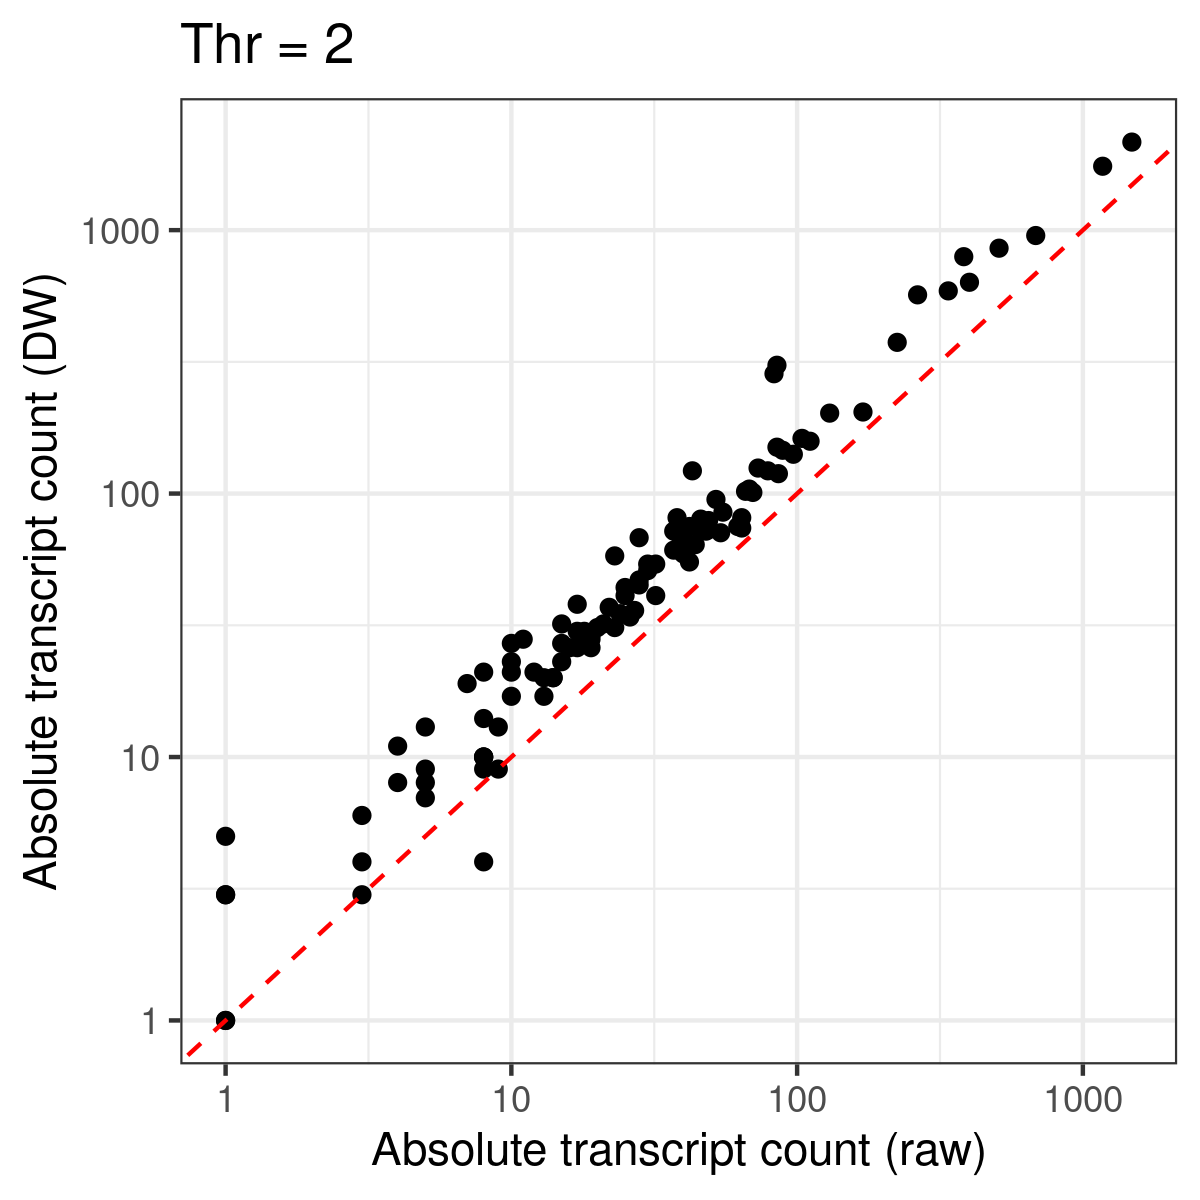 Thr = 2
Absolute transcript count (DW)
1000
100
10
1
1 10 100 1000
Absolute transcript count (raw)